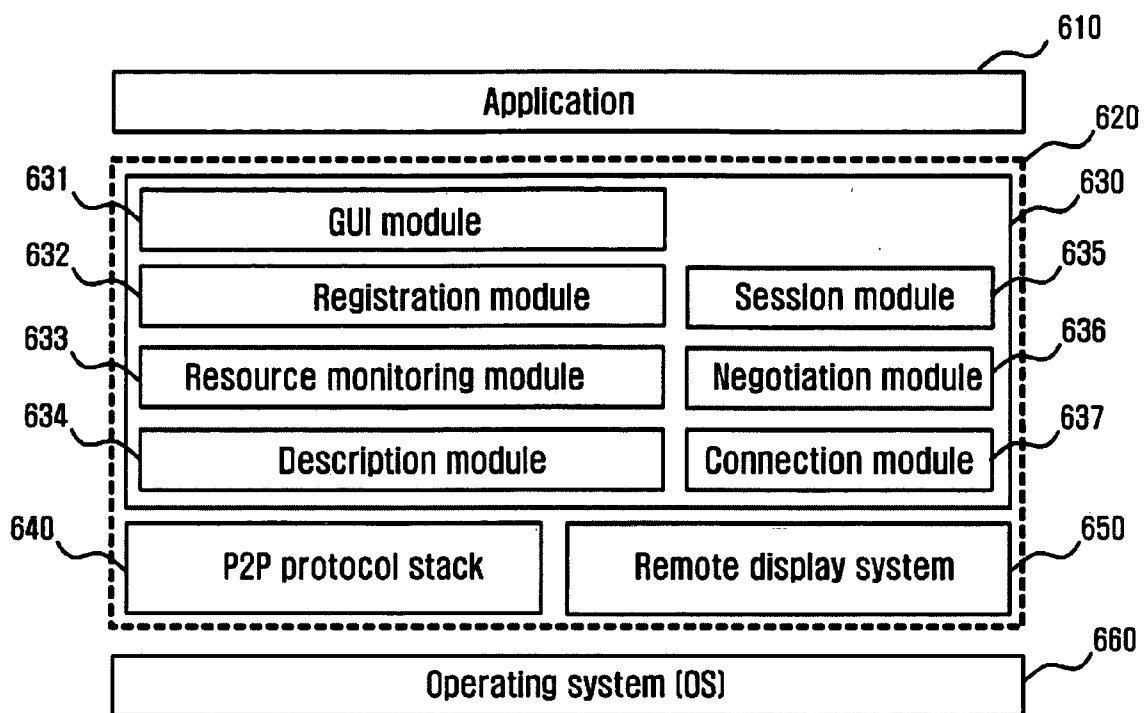 610
Application
620
631
630
GUI module
632
635
Registration module
Session module
633
636
Resource monitoring module
Negotiation module
634
637
Description module
Connection module
640
650
P2P protocol stack
Remote display system
660
Operating system (OS)